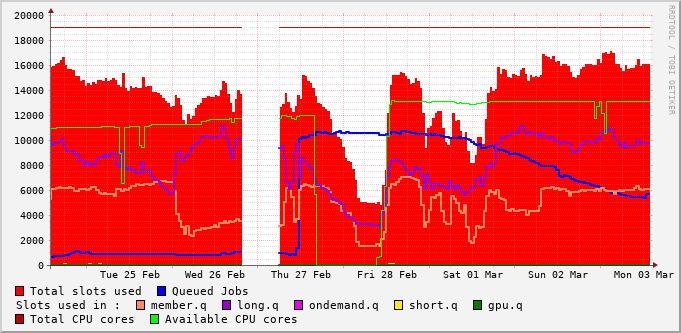 20000
18000
16000
14000
12000
10000
8000
6000
4000
2000
0
Tue 25 Feb Wed 26 Feb Thu 27 Feb Fri 28 Feb Sat 01 Mar Sun 02 Mar Mon 03 Mar
Total slots used Queued Jobs
Slots used in : member.q long.q ondemand.q short.q gpu.q
Total CPU cores Available CPU cores
RRDTOOL / TOBI OETIKER